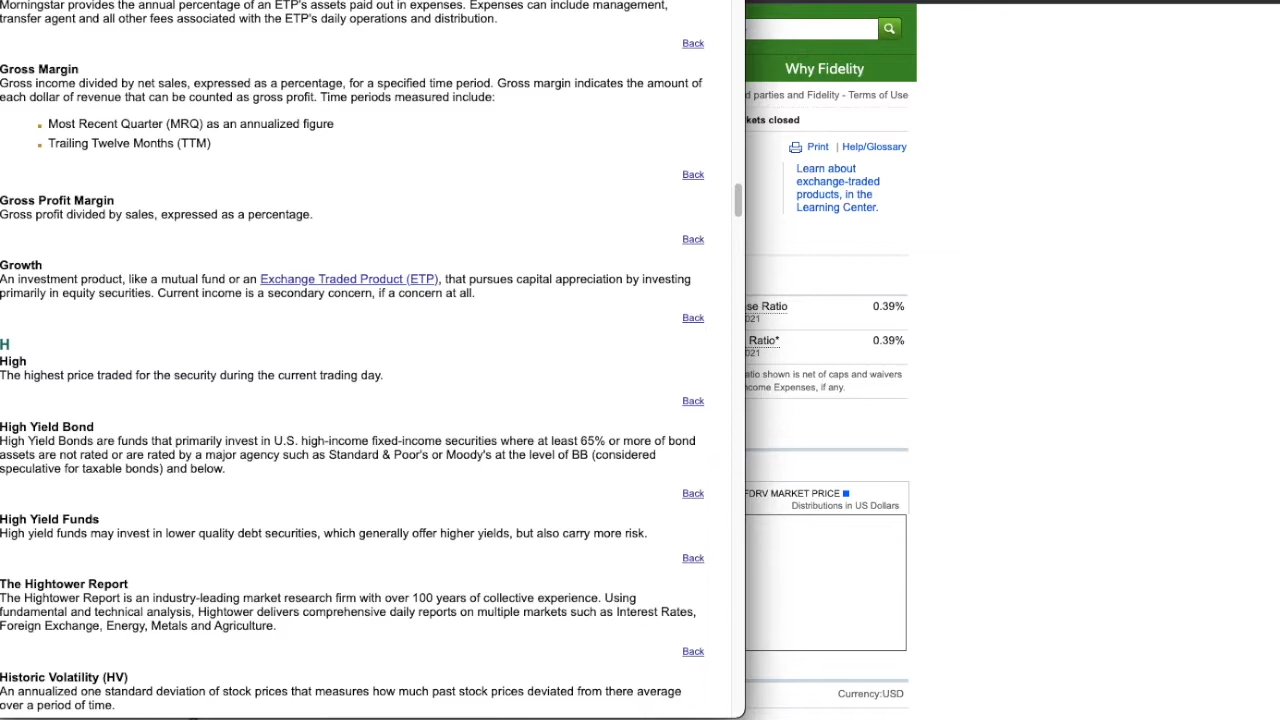 Morningstar provides the annual percentage of an ETP's assets paid out in expenses. Expenses can include management,
transfer agent and all other fees associated with the ETP's daily operations and distribution.
Back
Gross Margin
Gross income divided by net sales, expressed as a percentage, for a specified time period. Gross margin indicates the amount of
each dollar of revenue that can be counted as gross profit. Time periods measured include:
Most Recent Quarter (MRQ) as an annualized figure
Trailing Twelve Months (TTM)
Back
Gross Profit Margin
Gross profit divided by sales, expressed as a percentage.
Back
Growth
An investment product, like a mutual fund or an Exchange Traded Product (ETP), that pursues capital appreciation by investing
primarily in equity securities. Current income is a secondary concern, if a concern at all.
Back
H
High
The highest price traded for the security during the current trading day.
Back
High Yield Bond
High Yield Bonds are funds that primarily invest in U.S. high-income fixed-income securities where at least 65% or more of bond
assets are not rated or are rated by a major agency such as Standard & Poor's or Moody's at the level of BB (considered
speculative for taxable bonds) and below.
Back
High Yield Funds
High yield funds may invest in lower quality debt securities, which generally offer higher yields, but also carry more risk.
Back
The Hightower Report
The Hightower Report is an industry-leading market research firm with over 100 years of collective experience. Using
fundamental and technical analysis, Hightower delivers comprehensive daily reports on multiple markets such as Interest Rates,
Foreign Exchange, Energy, Metals and Agriculture.
Back
Historic Volatility (HV)
An annualized one standard deviation of stock prices that measures how much past stock prices deviated from there average
over a period of time.
Why Fidelity
d parties and Fidelity - Terms of Use
kets closed
Print | Help/Glossary
Learn about
exchange-traded
products, in the
Learning Center.
se Ratio 0.39%
021
Ratio* 0.39%
021
atio shown is net of caps and waivers
ncome Expenses, if any.
FDRV MARKET PRICE
Distributions in US Dollars
Currency:USD